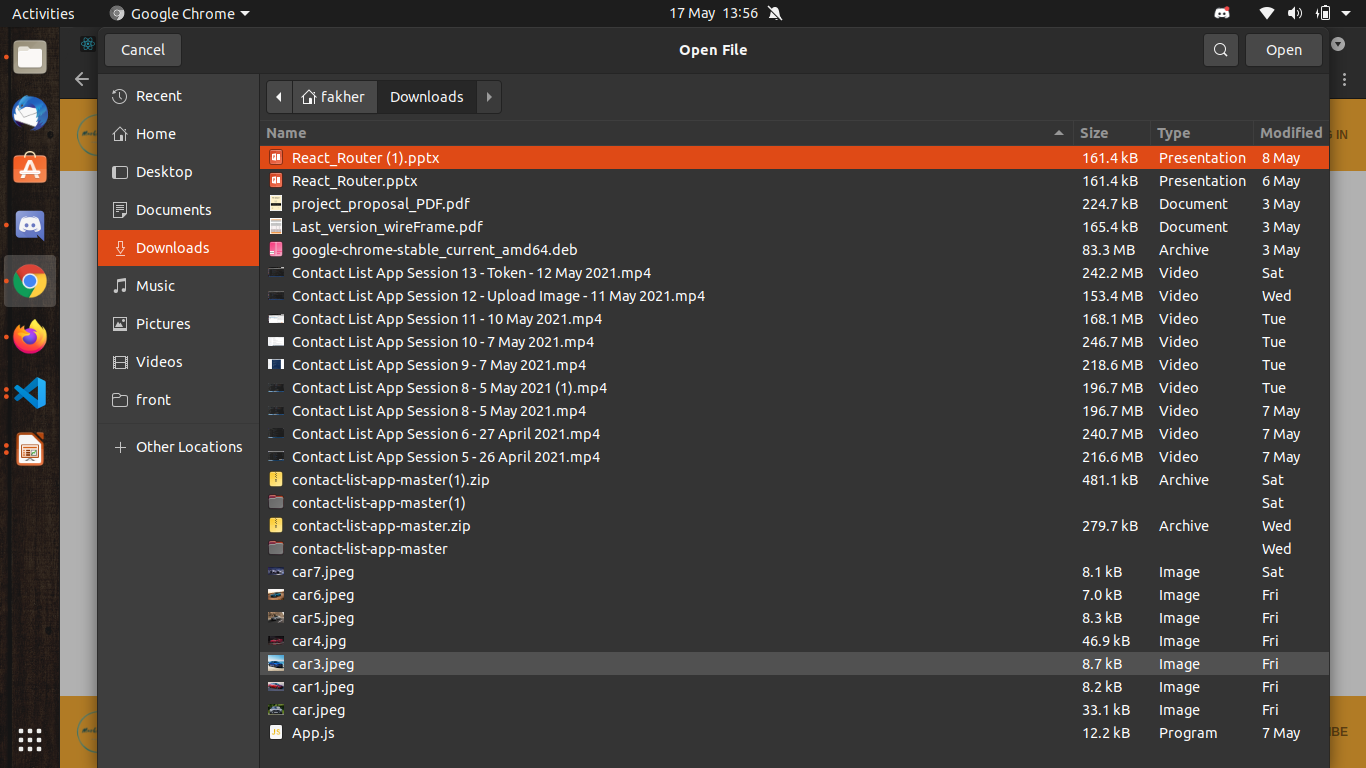 Activities Google Chrome 17 May 13:56
Cancel Open File Open
Recent
Home
Desktop
Documents
Downloads
Music
Pictures
Videos
front
Other Locations
fakher Downloads
Name Size Type Modified
React_Router (1).pptx 161.4 kB Presentation 8 May
React_Router.pptx 161.4 kB Presentation 6 May
project_proposal_PDF.pdf 224.7 kB Document 3 May
Last_version_wireFrame.pdf 165.4 kB Document 3 May
google-chrome-stable_current_amd64.deb 83.3 MB Archive 3 May
Contact List App Session 13 - Token - 12 May 2021.mp4 242.2 MB Video Sat
Contact List App Session 12 - Upload Image - 11 May 2021.mp4 153.4 MB Video Wed
Contact List App Session 11 - 10 May 2021.mp4 168.1 MB Video Tue
Contact List App Session 10 - 7 May 2021.mp4 246.7 MB Video Tue
Contact List App Session 9 - 7 May 2021.mp4 218.6 MB Video Tue
Contact List App Session 8 - 5 May 2021 (1).mp4 196.7 MB Video Tue
Contact List App Session 8 - 5 May 2021.mp4 196.7 MB Video 7 May
Contact List App Session 6 - 27 April 2021.mp4 240.7 MB Video 7 May
Contact List App Session 5 - 26 April 2021.mp4 216.6 MB Video 7 May
contact-list-app-master(1).zip 481.1 kB Archive Sat
contact-list-app-master(1) Sat
contact-list-app-master.zip 279.7 kB Archive Wed
contact-list-app-master Wed
car7.jpeg 8.1 kB Image Sat
car6.jpeg 7.0 kB Image Fri
car5.jpeg 8.3 kB Image Fri
car4.jpg 46.9 kB Image Fri
car3.jpeg 8.7 kB Image Fri
car1.jpeg 8.2 kB Image Fri
car.jpeg 33.1 kB Image Fri
App.js 12.2 kB Program 7 May
IN